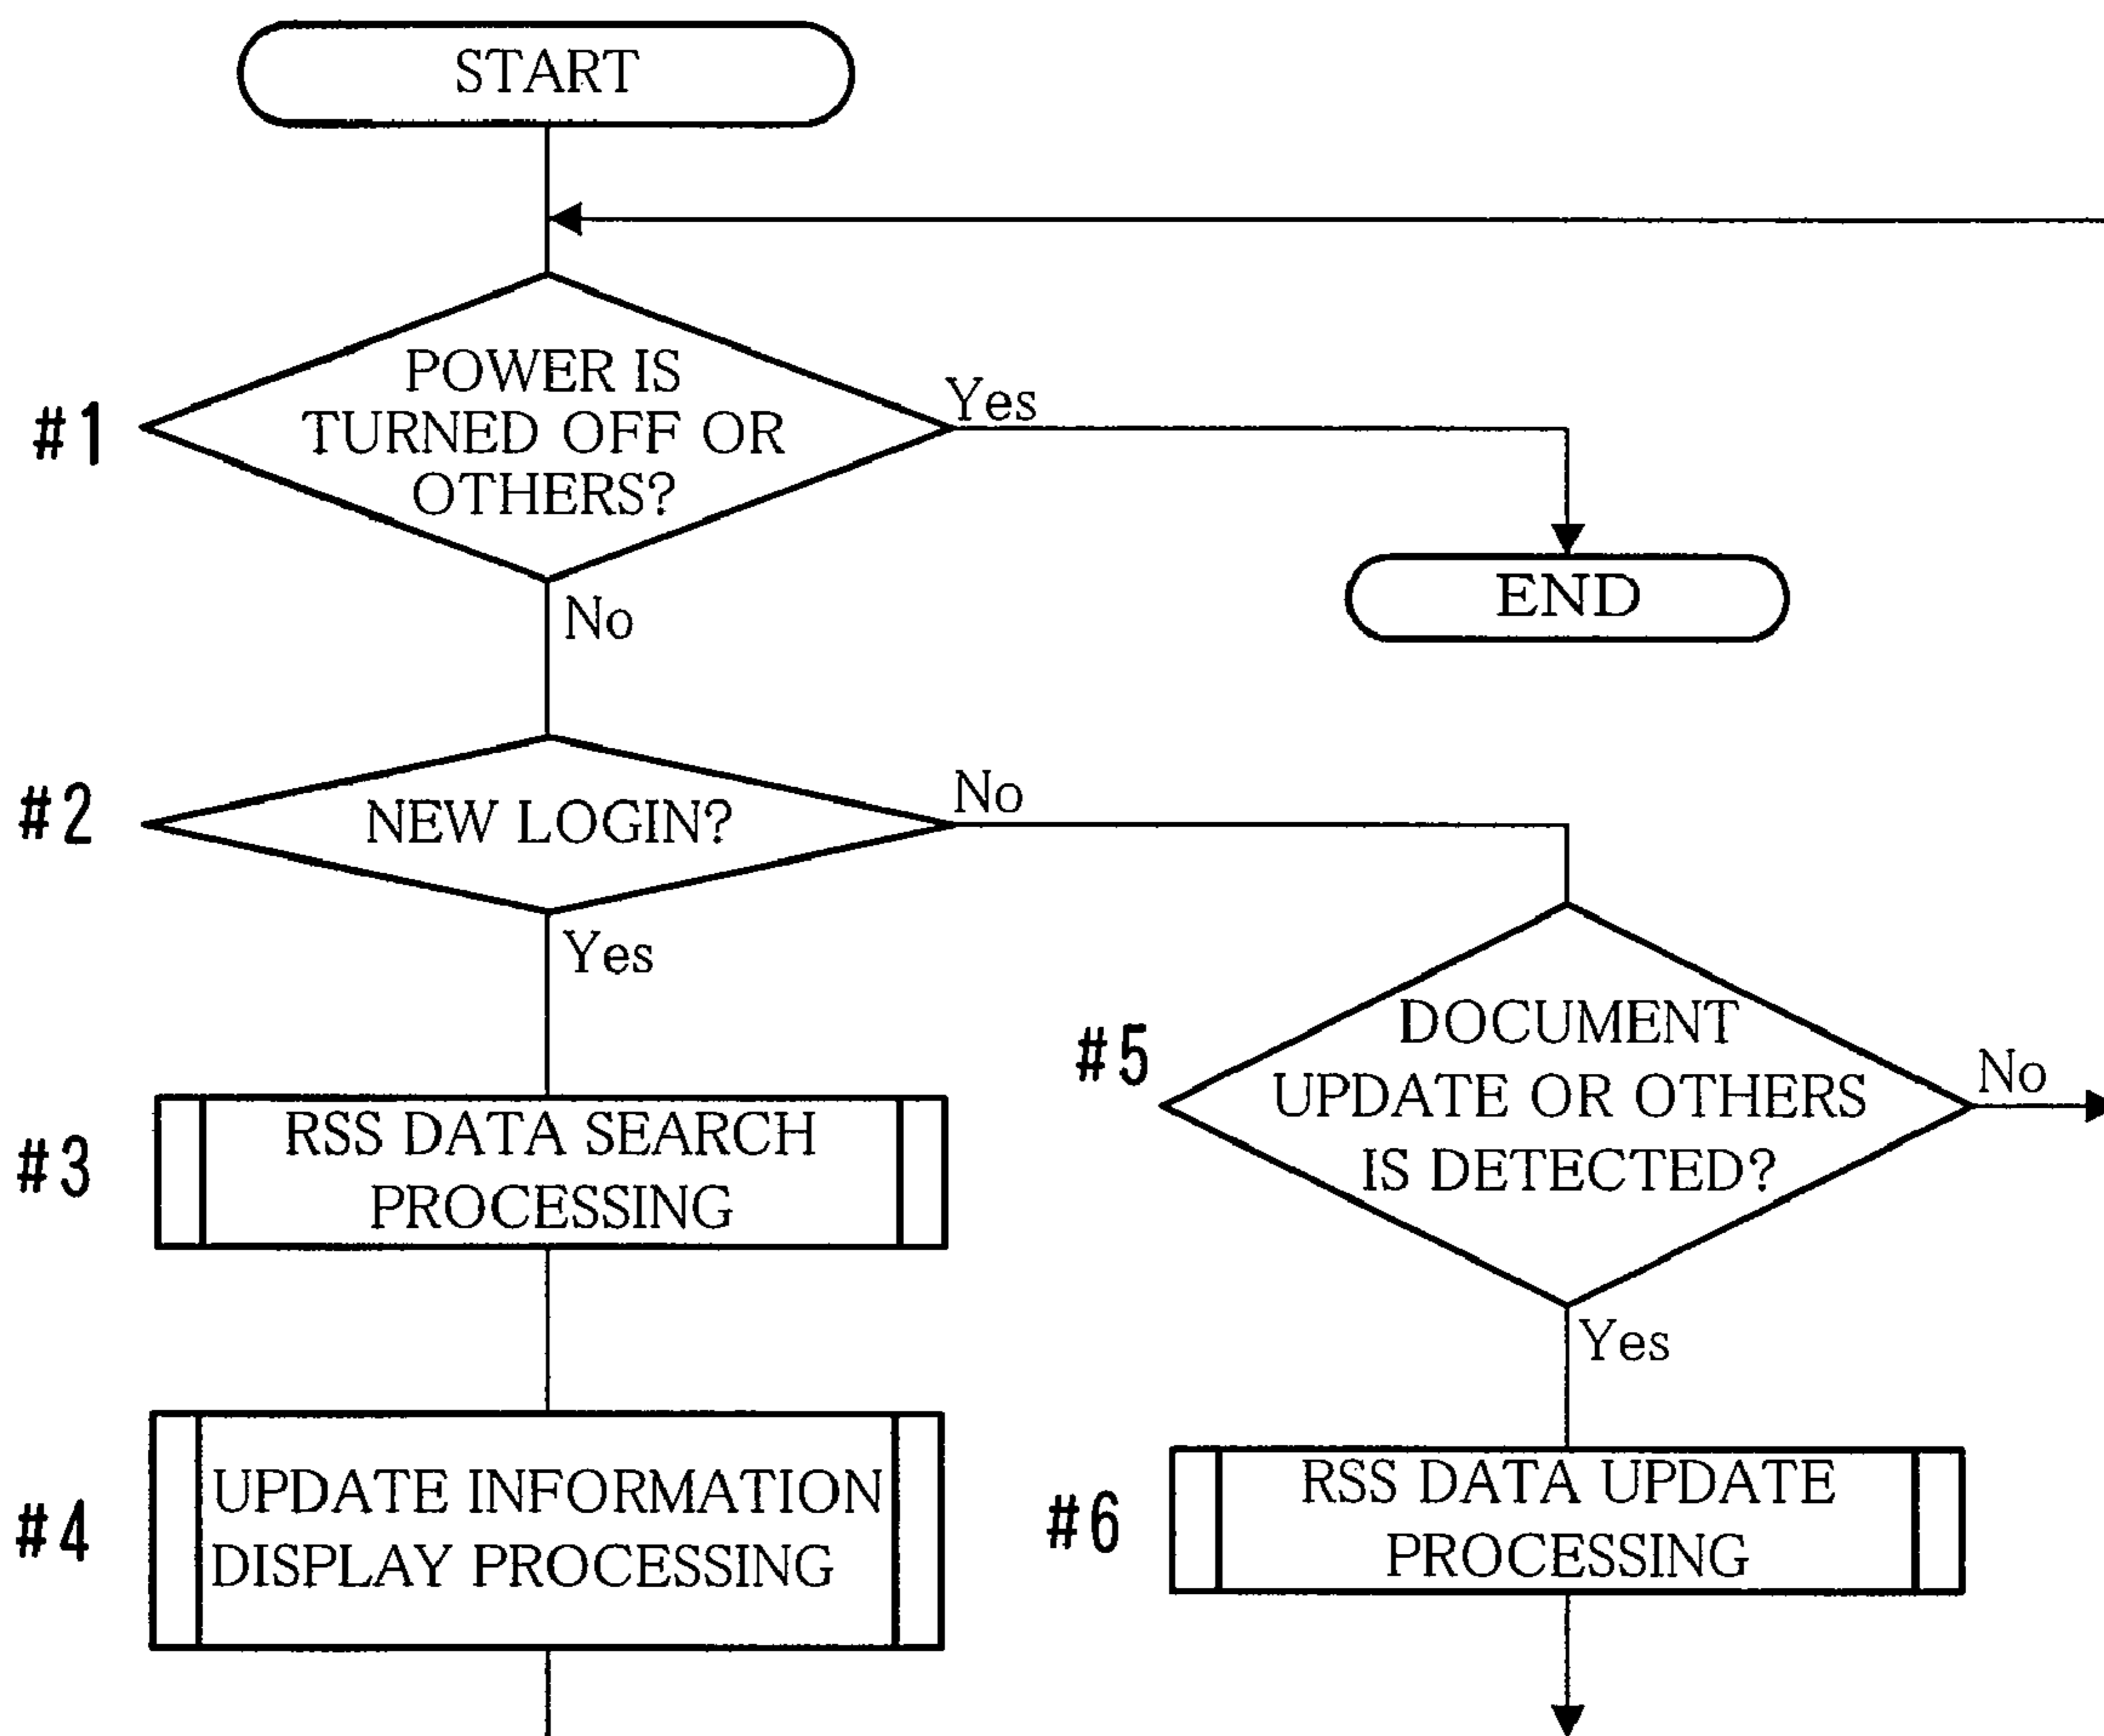 START
#1
POWER IS
TURNED OFF OR
OTHERS?
Yes
END
No
#2
NEW LOGIN?
No
Yes
#3
RSS DATA SEARCH
PROCESSING
#5
DOCUMENT
UPDATE OR OTHERS
IS DETECTED?
No
Yes
#4
UPDATE INFORMATION
DISPLAY PROCESSING
#6
RSS DATA UPDATE
PROCESSING